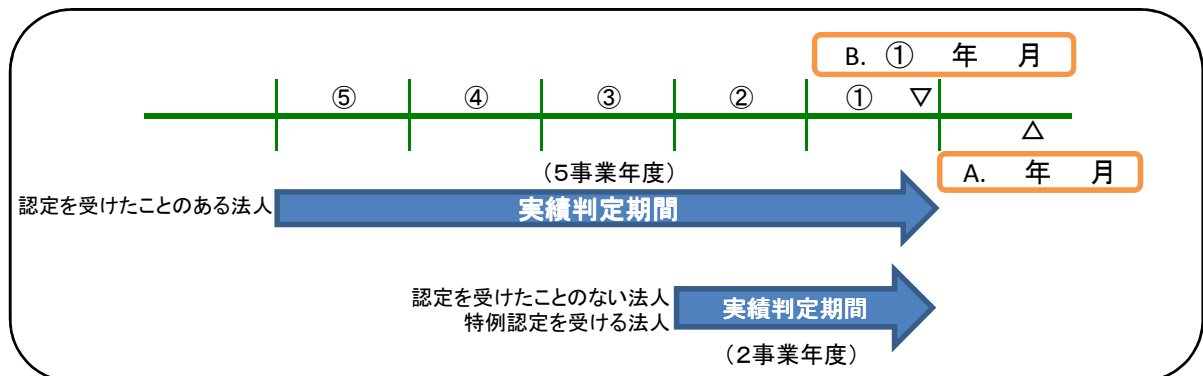 B. ① 年 月
⑤ ④ ③ ② ① ▽
△
(5事業年度)
A. 年 月
認定を受けたことのある法人
実績判定期間
認定を受けたことのない法人
特例認定を受ける法人
実績判定期間
(2事業年度)